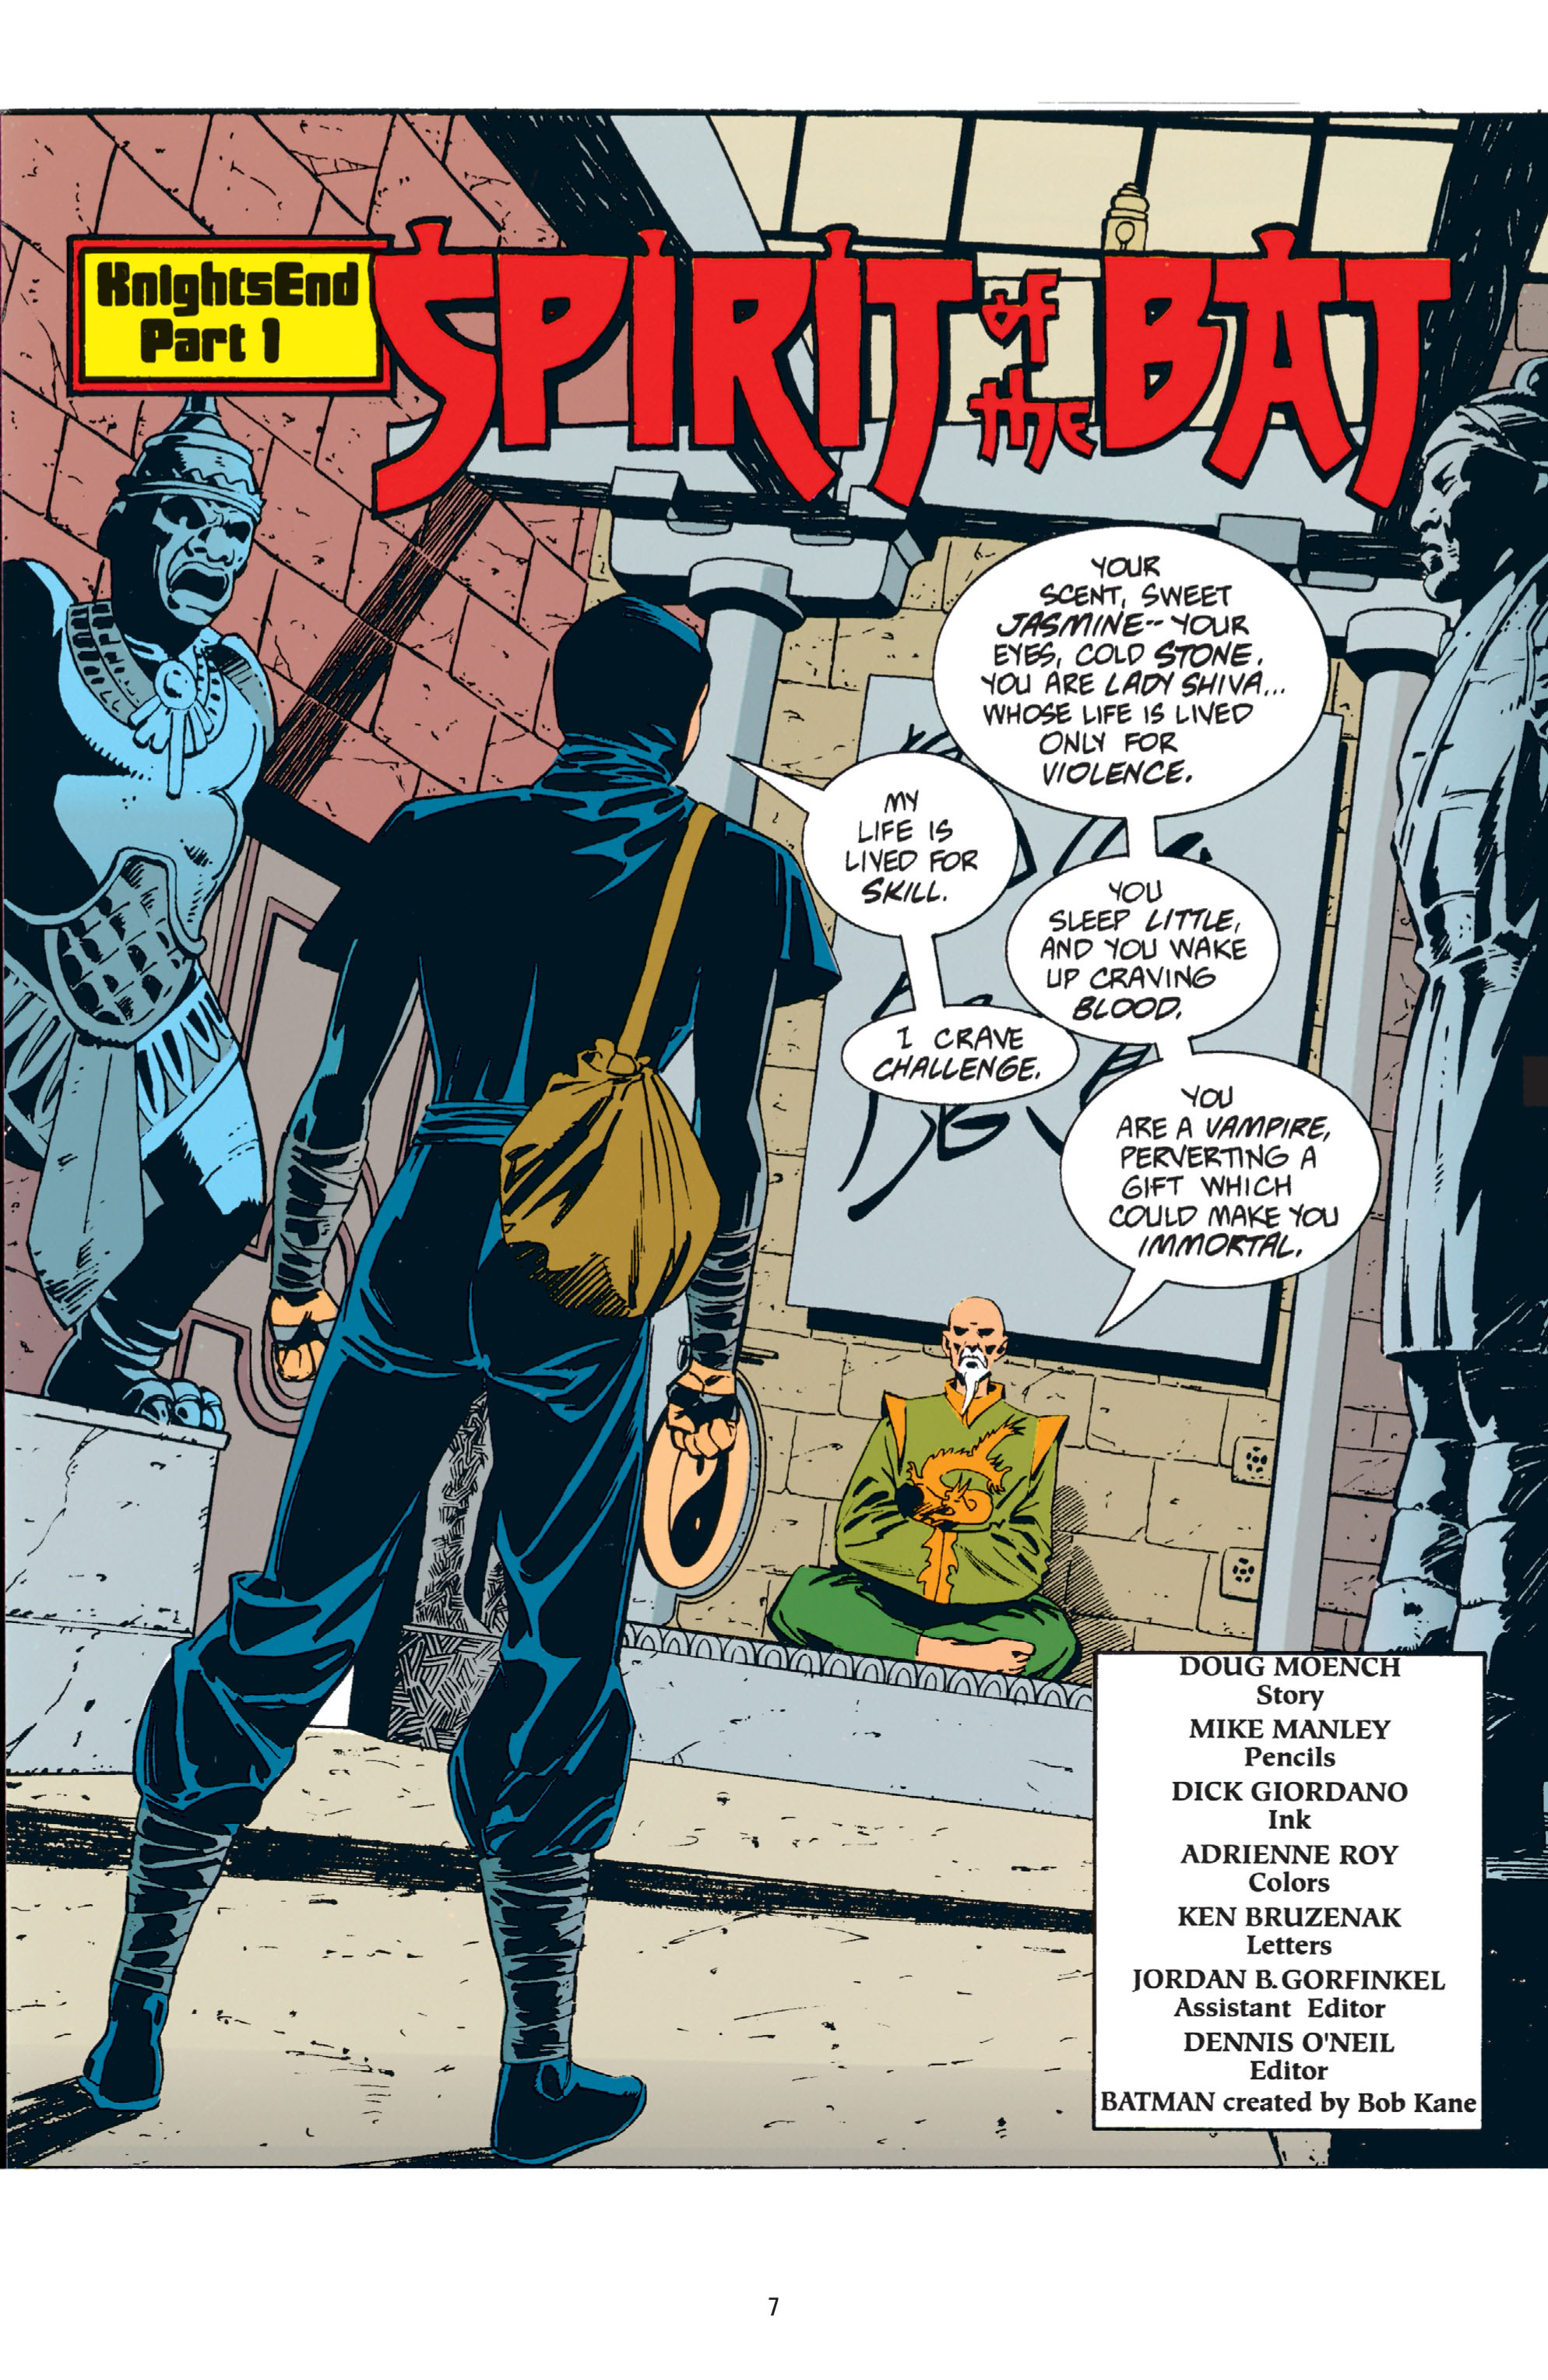 KnightsEnd
Part 1
SPIRIT of the BAT
YOUR
SCENT, SWEET
JASMINE-- YOUR
EYES, COLD STONE.
YOU ARE LADY SHIVA...
WHOSE LIFE IS LIVED
ONLY FOR
VIOLENCE.
MY
LIFE IS
LIVED FOR
SKILL.
YOU
SLEEP LITTLE,
AND YOU WAKE
UP CRAVING
BLOOD.
I CRAVE
CHALLENGE.
YOU
ARE A VAMPIRE,
PERVERTING A
GIFT WHICH
COULD MAKE YOU
IMMORTAL.
DOUG MOENCH
Story
MIKE MANLEY
Pencils
DICK GIORDANO
Ink
ADRIENNE ROY
Colors
KEN BRUZENAK
Letters
JORDAN B. GORFINKEL
Assistant Editor
DENNIS O'NEIL
Editor
BATMAN created by Bob Kane
7